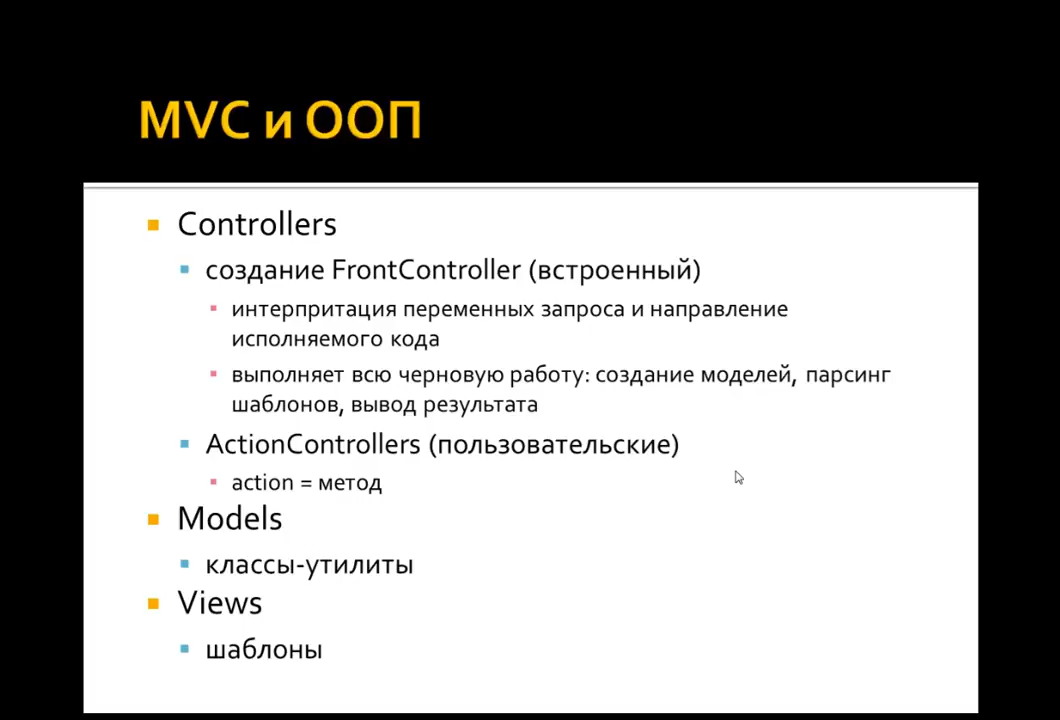 MVC и ООП
Controllers
создание FrontController (встроенный)
интерпритация переменных запроса и направление
исполняемого кода
выполняет всю черновую работу: создание моделей, парсинг
шаблонов, вывод результата
ActionControllers (пользовательские)
action = метод
Models
классы-утилиты
Views
шаблоны